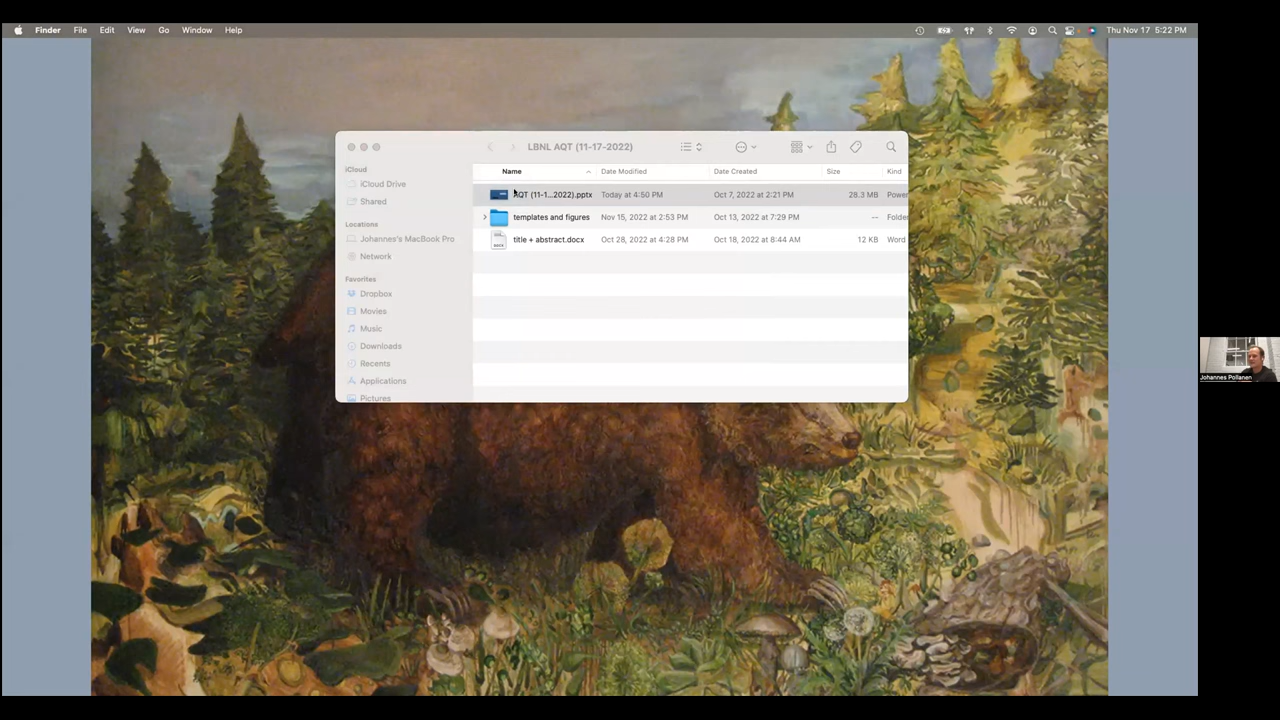 Finder File Edit View Go Window Help Thu Nov 17 5:22 PM
LBNL AQT (11-17-2022)
Name Date Modified Date Created Size Kind
AQT (11-1...2022).pptx Today at 4:50 PM Oct 7, 2022 at 2:21 PM 28.3 MB Power
templates and figures Nov 15, 2022 at 2:53 PM Oct 13, 2022 at 7:29 PM -- Folde
title + abstract.docx Oct 28, 2022 at 4:28 PM Oct 18, 2022 at 8:44 AM 12 KB Word
iCloud
iCloud Drive
Shared
Locations
Johannes's MacBook Pro
Network
Favorites
Dropbox
Movies
Music
Downloads
Recents
Applications
Pictures
Johannes Pollanen